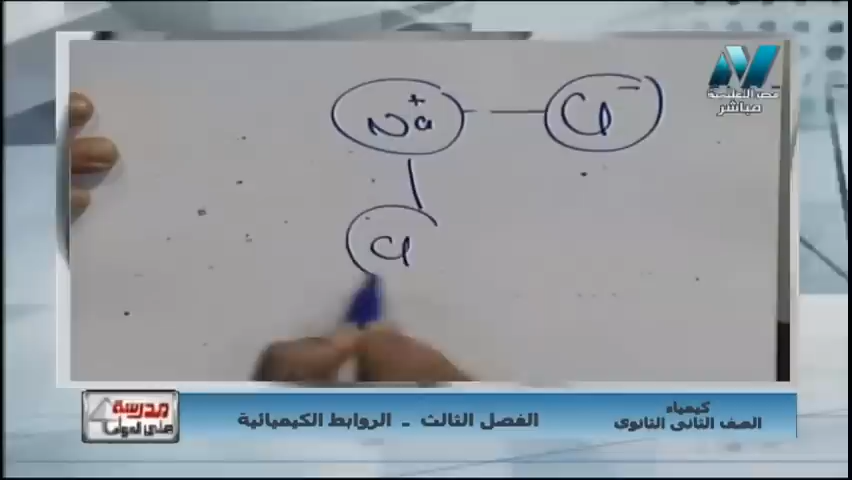 Na+
Cl-
Cl
مصر التعليمية
مباشر
مدرسة
على الهواء
الفصل الثالث - الروابط الكيميائية
كيمياء
الصف الثانى الثانوى